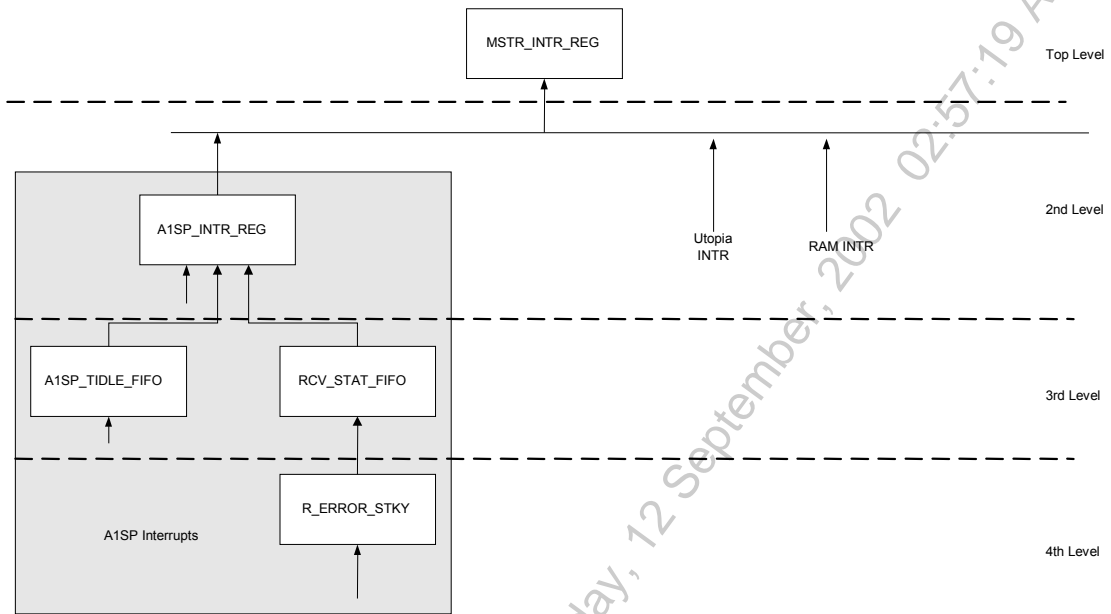 MSTR_INTR_REG
Top Level
A1SP_INTR_REG
2nd Level
Utopia
INTR
RAM INTR
A1SP_TIDLE_FIFO
RCV_STAT_FIFO
3rd Level
R_ERROR_STKY
A1SP Interrupts
4th Level
day, 12 September, 2002 02:57:19 A